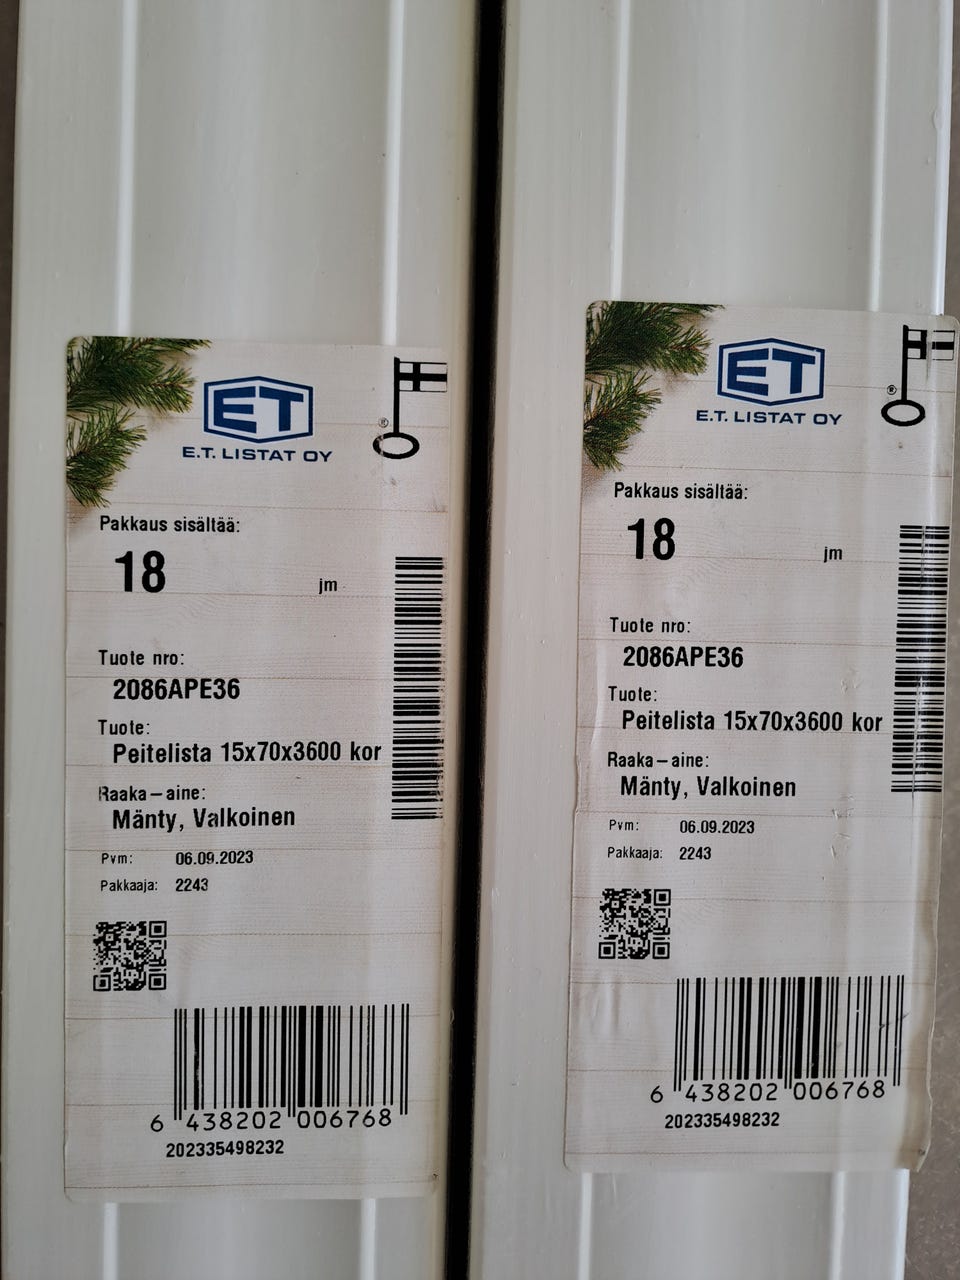 ET
E.T. LISTAT OY
®
Pakkaus sisältää:
18 jm
Tuote nro:
2086APE36
Tuote:
Peitelista 15x70x3600 kor
Raaka-aine:
Mänty, Valkoinen
Pvm: 06.09.2023
Pakkaaja: 2243
6 438202 006768
202335498232
ET
E.T. LISTAT OY
®
Pakkaus sisältää:
18 jm
Tuote nro:
2086APE36
Tuote:
Peitelista 15x70x3600 kor
Raaka-aine:
Mänty, Valkoinen
Pvm: 06.09.2023
Pakkaaja: 2243
6 438202 006768
202335498232